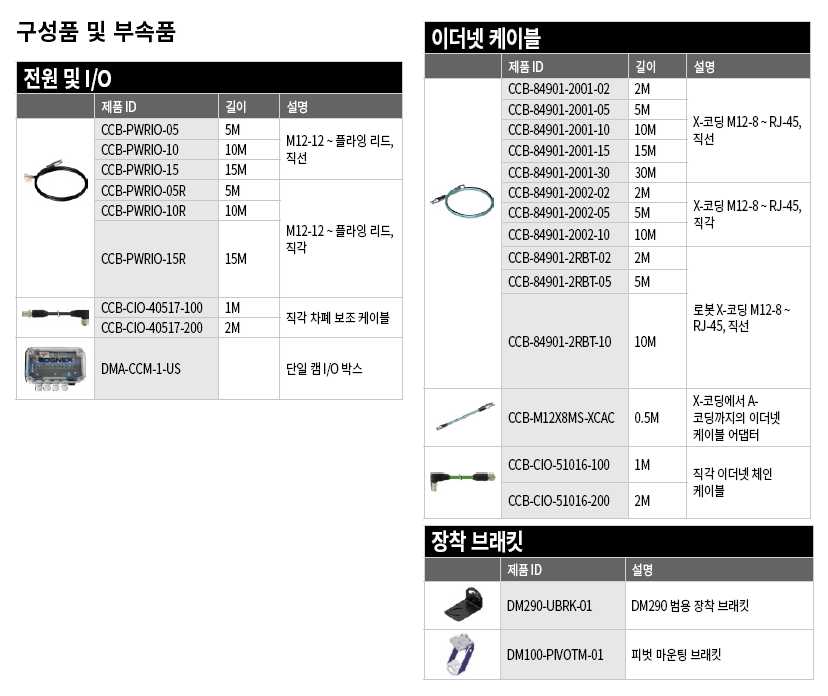 구성품 및 부속품
전원 및 I/O
제품 ID 길이 설명
CCB-PWRIO-05 5M
CCB-PWRIO-10 10M
CCB-PWRIO-15 15M
M12-12 ~ 플라잉 리드,
직선
CCB-PWRIO-05R 5M
CCB-PWRIO-10R 10M
CCB-PWRIO-15R 15M
M12-12 ~ 플라잉 리드,
직각
CCB-CIO-40517-100 1M
CCB-CIO-40517-200 2M
직각 차폐 보조 케이블
COGNEX
DMA-CCM-1-US 단일 캠 I/O 박스
이더넷 케이블
제품 ID 길이 설명
CCB-84901-2001-02 2M
CCB-84901-2001-05 5M
CCB-84901-2001-10 10M
CCB-84901-2001-15 15M
CCB-84901-2001-30 30M
X-코딩 M12-8 ~ RJ-45,
직선
CCB-84901-2002-02 2M
CCB-84901-2002-05 5M
CCB-84901-2002-10 10M
X-코딩 M12-8 ~ RJ-45,
직각
CCB-84901-2RBT-02 2M
CCB-84901-2RBT-05 5M
CCB-84901-2RBT-10 10M
로봇 X-코딩 M12-8 ~
RJ-45, 직선
CCB-M12X8MS-XCAC 0.5M
X-코딩에서 A-
코딩까지의 이더넷
케이블 어댑터
CCB-CIO-51016-100 1M
CCB-CIO-51016-200 2M
직각 이더넷 체인
케이블
장착 브래킷
제품 ID 설명
DM290-UBRK-01 DM290 범용 장착 브래킷
DM100-PIVOTM-01 피벗 마운팅 브래킷